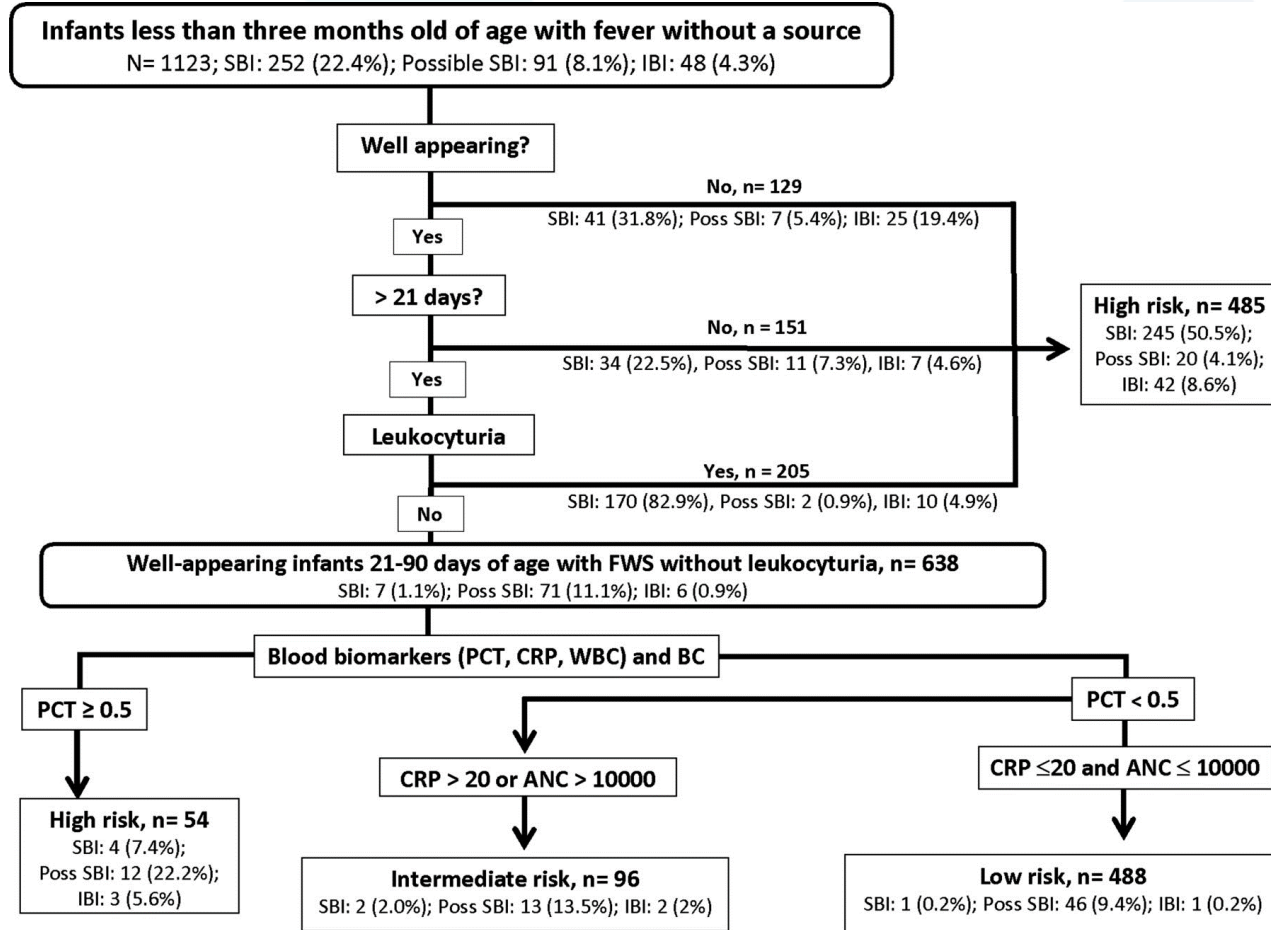 Infants less than three months old of age with fever without a source
N= 1123; SBI: 252 (22.4%); Possible SBI: 91 (8.1%); IBI: 48 (4.3%)
Well appearing?
No, n= 129
SBI: 41 (31.8%); Poss SBI: 7 (5.4%); IBI: 25 (19.4%)
Yes
> 21 days?
No, n = 151
SBI: 34 (22.5%), Poss SBI: 11 (7.3%), IBI: 7 (4.6%)
High risk, n= 485
SBI: 245 (50.5%);
Poss SBI: 20 (4.1%);
IBI: 42 (8.6%)
Yes
Leukocyturia
Yes, n = 205
SBI: 170 (82.9%), Poss SBI: 2 (0.9%), IBI: 10 (4.9%)
No
Well-appearing infants 21-90 days of age with FWS without leukocyturia, n= 638
SBI: 7 (1.1%); Poss SBI: 71 (11.1%); IBI: 6 (0.9%)
Blood biomarkers (PCT, CRP, WBC) and BC
PCT ≥ 0.5
PCT < 0.5
CRP > 20 or ANC > 10000
CRP ≤20 and ANC ≤ 10000
High risk, n= 54
SBI: 4 (7.4%);
Poss SBI: 12 (22.2%);
IBI: 3 (5.6%)
Intermediate risk, n= 96
SBI: 2 (2.0%); Poss SBI: 13 (13.5%); IBI: 2 (2%)
Low risk, n= 488
SBI: 1 (0.2%); Poss SBI: 46 (9.4%); IBI: 1 (0.2%)